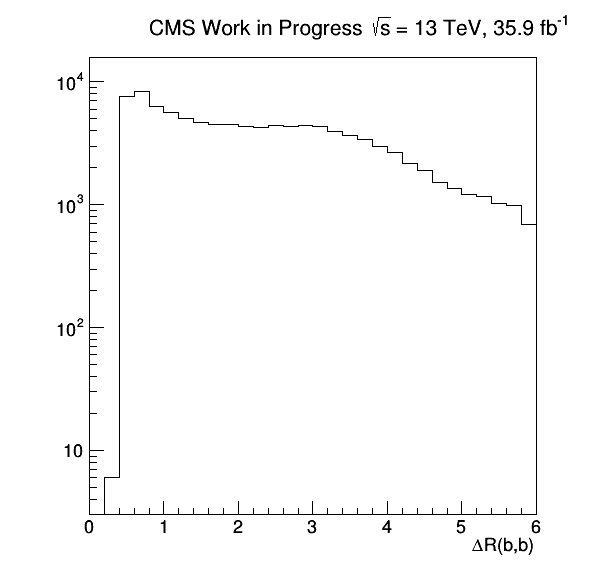 CMS Work in Progress √s = 13 TeV, 35.9 fb⁻¹
10⁴
10³
10²
10
0 1 2 3 4 5 6
ΔR(b,b)